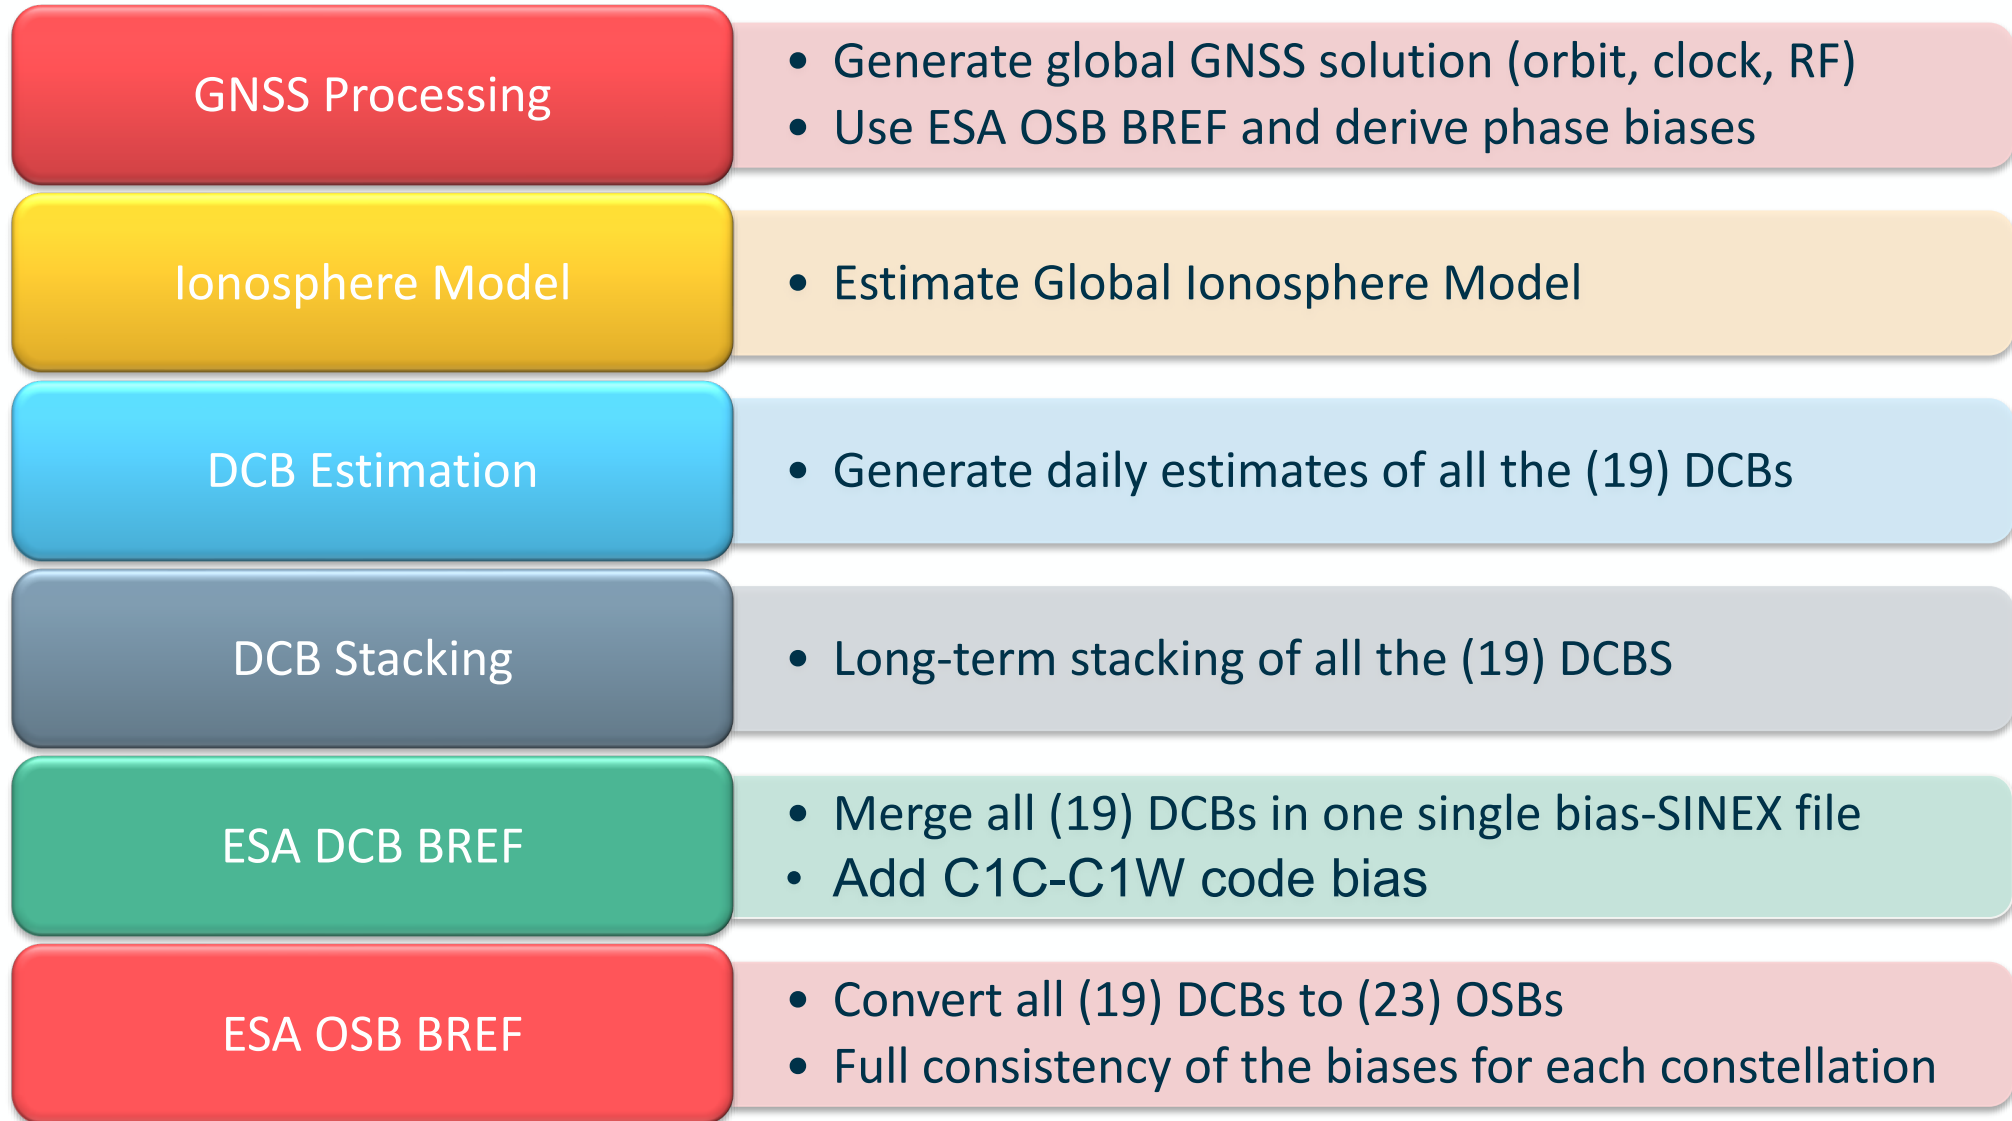 GNSS Processing
• Generate global GNSS solution (orbit, clock, RF)
• Use ESA OSB BREF and derive phase biases
Ionosphere Model
• Estimate Global Ionosphere Model
DCB Estimation
• Generate daily estimates of all the (19) DCBs
DCB Stacking
• Long-term stacking of all the (19) DCBS
ESA DCB BREF
• Merge all (19) DCBs in one single bias-SINEX file
• Add C1C-C1W code bias
ESA OSB BREF
• Convert all (19) DCBs to (23) OSBs
• Full consistency of the biases for each constellation